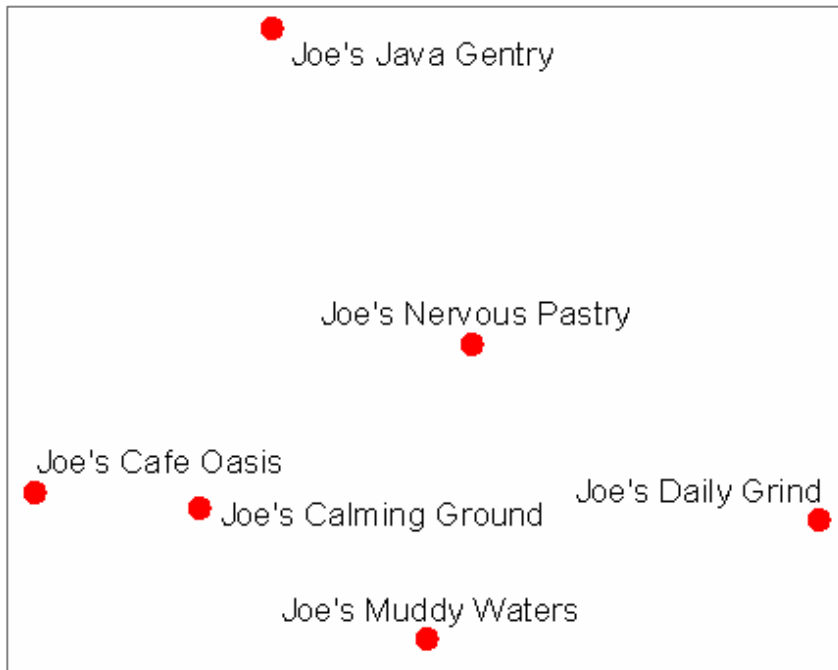 Joe's Java Gentry
Joe's Nervous Pastry
Joe's Cafe Oasis
Joe's Daily Grind
Joe's Calming Ground
Joe's Muddy Waters